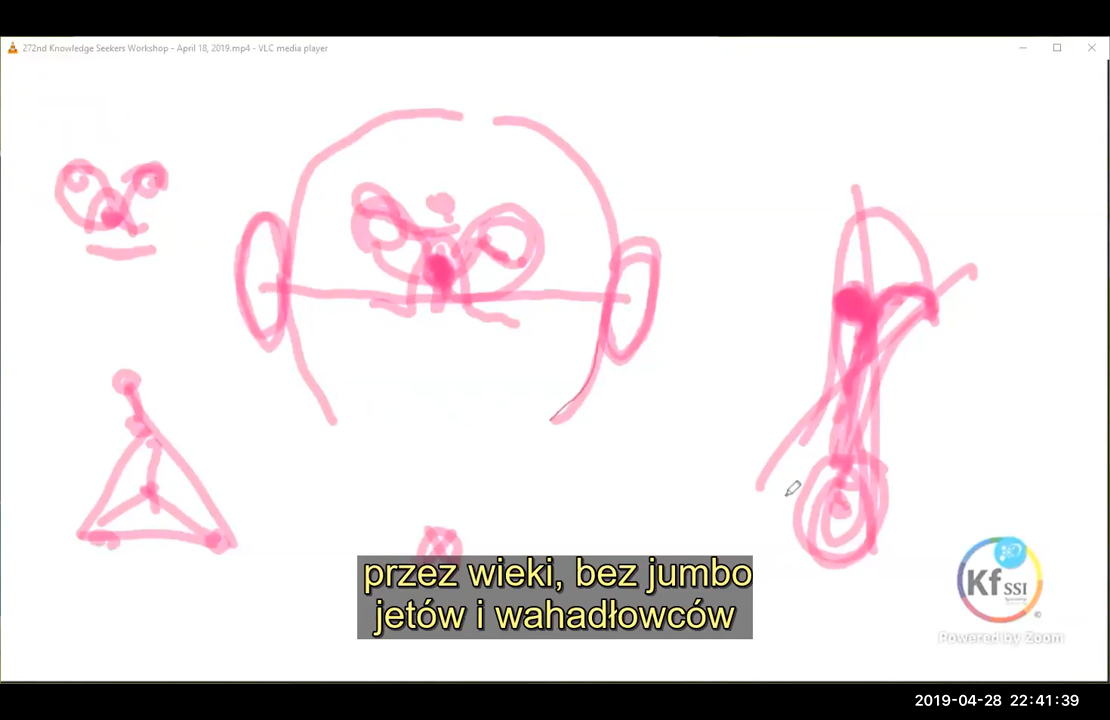 272nd Knowledge Seekers Workshop - April 18, 2019.mp4 - VLC media player
Kf SSI
Powered by Zoom
przez wieki, bez jumbo
jetów i wahadłowców
2019-04-28 22:41:39